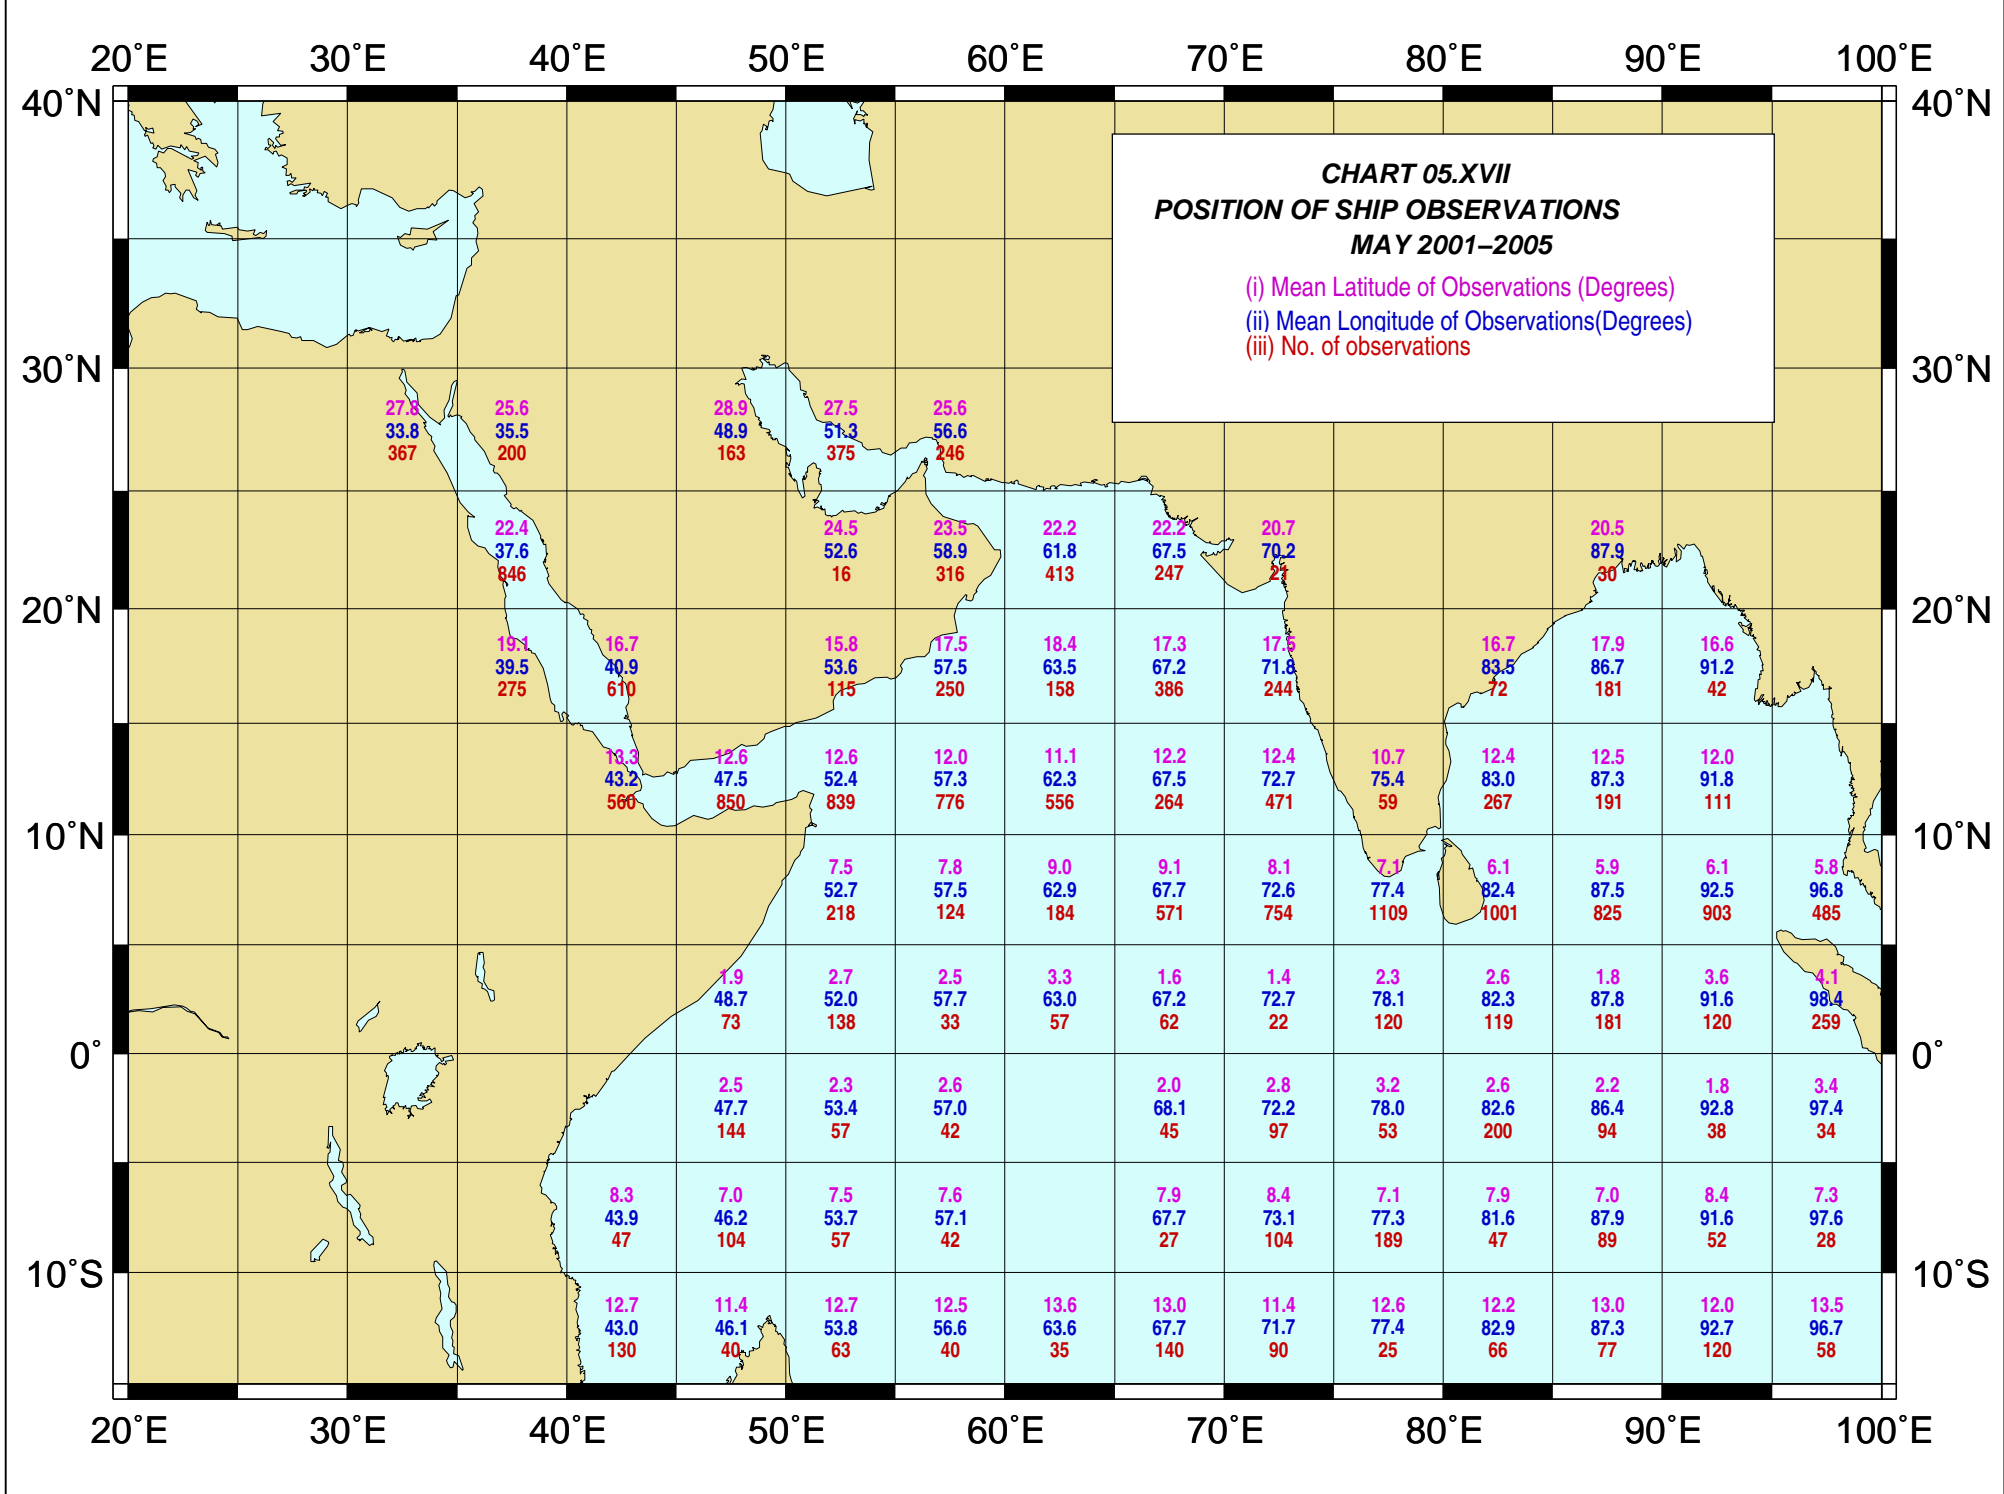 20˚E 30˚E 40˚E 50˚E 60˚E 70˚E 80˚E 90˚E 100˚E
40˚N 40˚N
CHART 05.XVII
POSITION OF SHIP OBSERVATIONS
MAY 2001–2005
(i) Mean Latitude of Observations (Degrees)
(ii) Mean Longitude of Observations(Degrees)
(iii) No. of observations
30˚N 30˚N
27.8 25.6 28.9 27.5 25.6
33.8 35.5 48.9 51.3 56.6
367 200 163 375 246
22.4 24.5 23.5 22.2 22.2 20.7 20.5
37.6 52.6 58.9 61.8 67.5 70.2 87.9
846 16 316 413 247 21 30
20˚N 20˚N
19.1 16.7 15.8 17.5 18.4 17.3 17.5 16.7 17.9 16.6
39.5 40.9 53.6 57.5 63.5 67.2 71.8 83.5 86.7 91.2
275 610 115 250 158 386 244 72 181 42
13.3 12.6 12.6 12.0 11.1 12.2 12.4 10.7 12.4 12.5 12.0
43.2 47.5 52.4 57.3 62.3 67.5 72.7 75.4 83.0 87.3 91.8
560 850 839 776 556 264 471 59 267 191 111
10˚N 10˚N
7.5 7.8 9.0 9.1 8.1 7.1 6.1 5.9 6.1 5.8
52.7 57.5 62.9 67.7 72.6 77.4 82.4 87.5 92.5 96.8
218 124 184 571 754 1109 1001 825 903 485
1.9 2.7 2.5 3.3 1.6 1.4 2.3 2.6 1.8 3.6 4.1
48.7 52.0 57.7 63.0 67.2 72.7 78.1 82.3 87.8 91.6 98.4
73 138 33 57 62 22 120 119 181 120 259
0˚ 0˚
2.5 2.3 2.6 2.0 2.8 3.2 2.6 2.2 1.8 3.4
47.7 53.4 57.0 68.1 72.2 78.0 82.6 86.4 92.8 97.4
144 57 42 45 97 53 200 94 38 34
8.3 7.0 7.5 7.6 7.9 8.4 7.1 7.9 7.0 8.4 7.3
43.9 46.2 53.7 57.1 67.7 73.1 77.3 81.6 87.9 91.6 97.6
47 104 57 42 27 104 189 47 89 52 28
10˚S 10˚S
12.7 11.4 12.7 12.5 13.6 13.0 11.4 12.6 12.2 13.0 12.0 13.5
43.0 46.1 53.8 56.6 63.6 67.7 71.7 77.4 82.9 87.3 92.7 96.7
130 40 63 40 35 140 90 25 66 77 120 58
20˚E 30˚E 40˚E 50˚E 60˚E 70˚E 80˚E 90˚E 100˚E